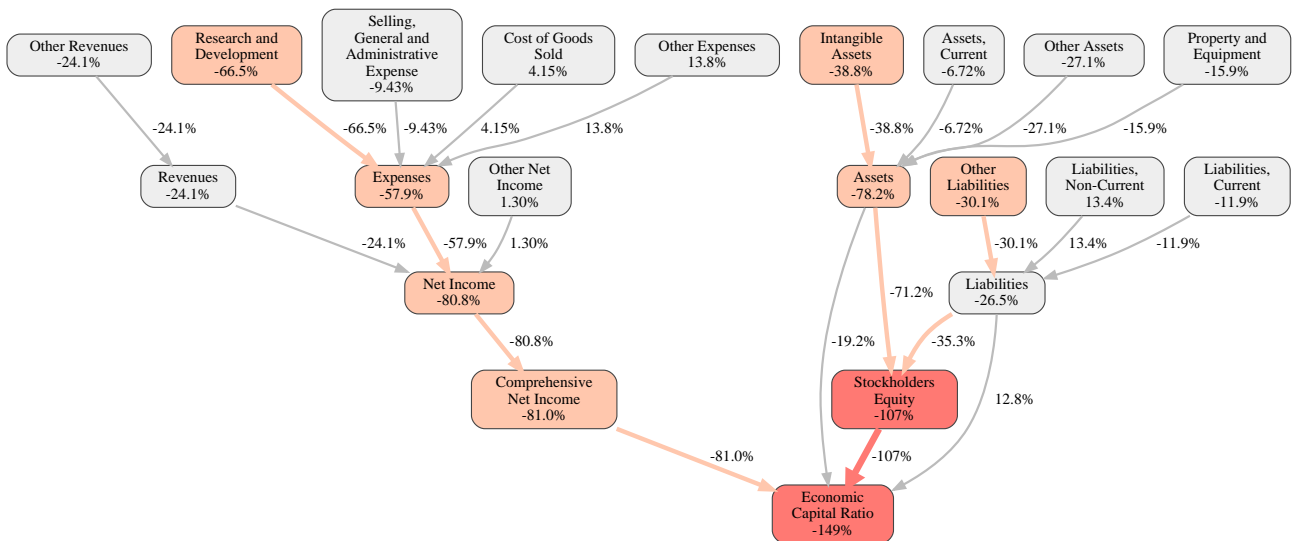 Other Revenues
-24.1%
Research and
Development
-66.5%
Selling,
General and
Administrative
Expense
-9.43%
Cost of Goods
Sold
4.15%
Other Expenses
13.8%
Intangible
Assets
-38.8%
Assets,
Current
-6.72%
Other Assets
-27.1%
Property and
Equipment
-15.9%
-24.1%
-66.5%
-9.43%
4.15%
13.8%
-38.8%
-6.72%
-27.1%
-15.9%
Revenues
-24.1%
Expenses
-57.9%
Other Net
Income
1.30%
Assets
-78.2%
Other
Liabilities
-30.1%
Liabilities,
Non-Current
13.4%
Liabilities,
Current
-11.9%
-24.1%
-57.9%
1.30%
-30.1%
13.4%
-11.9%
Net Income
-80.8%
-71.2%
Liabilities
-26.5%
-80.8%
-19.2%
-35.3%
Comprehensive
Net Income
-81.0%
Stockholders
Equity
-107%
12.8%
-81.0%
-107%
Economic
Capital Ratio
-149%